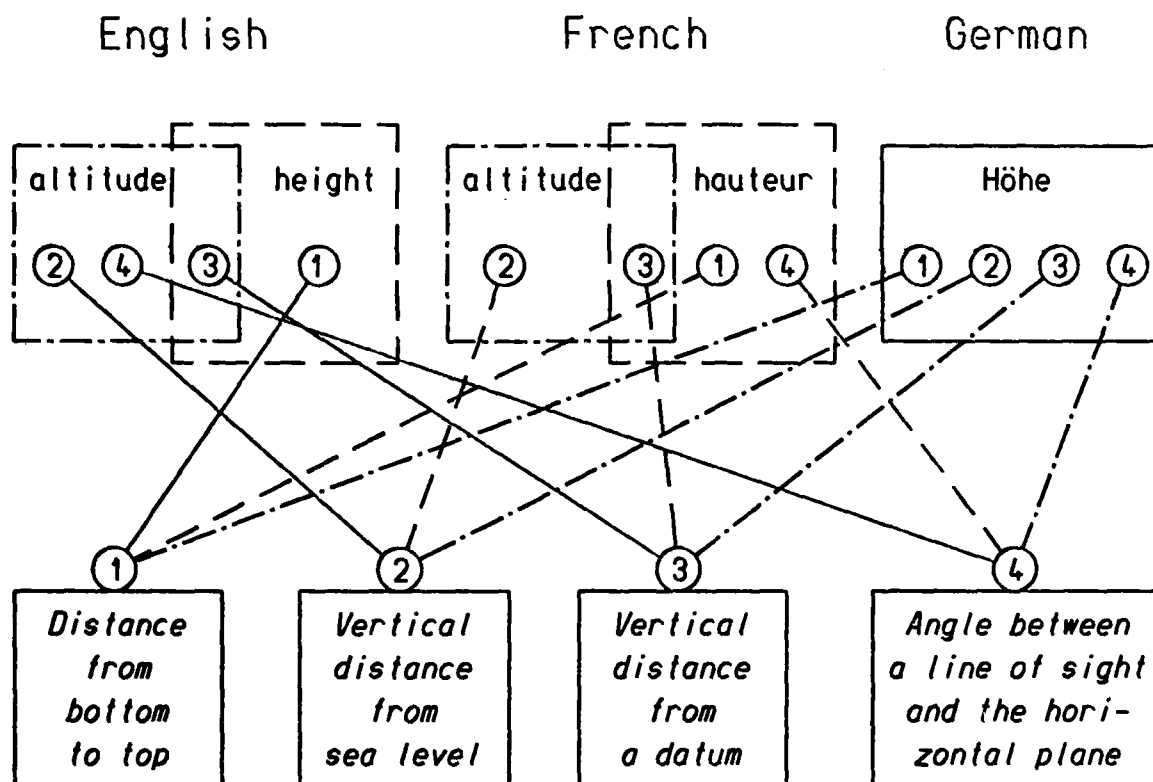 English French German
altitude height altitude hauteur Höhe
2 4 3 1 2 3 1 4 1 2 3 4
1 2 3 4
Distance
from
bottom
to top
Vertical
distance
from
sea level
Vertical
distance
from
a datum
Angle between
a line of sight
and the hori-
zontal plane